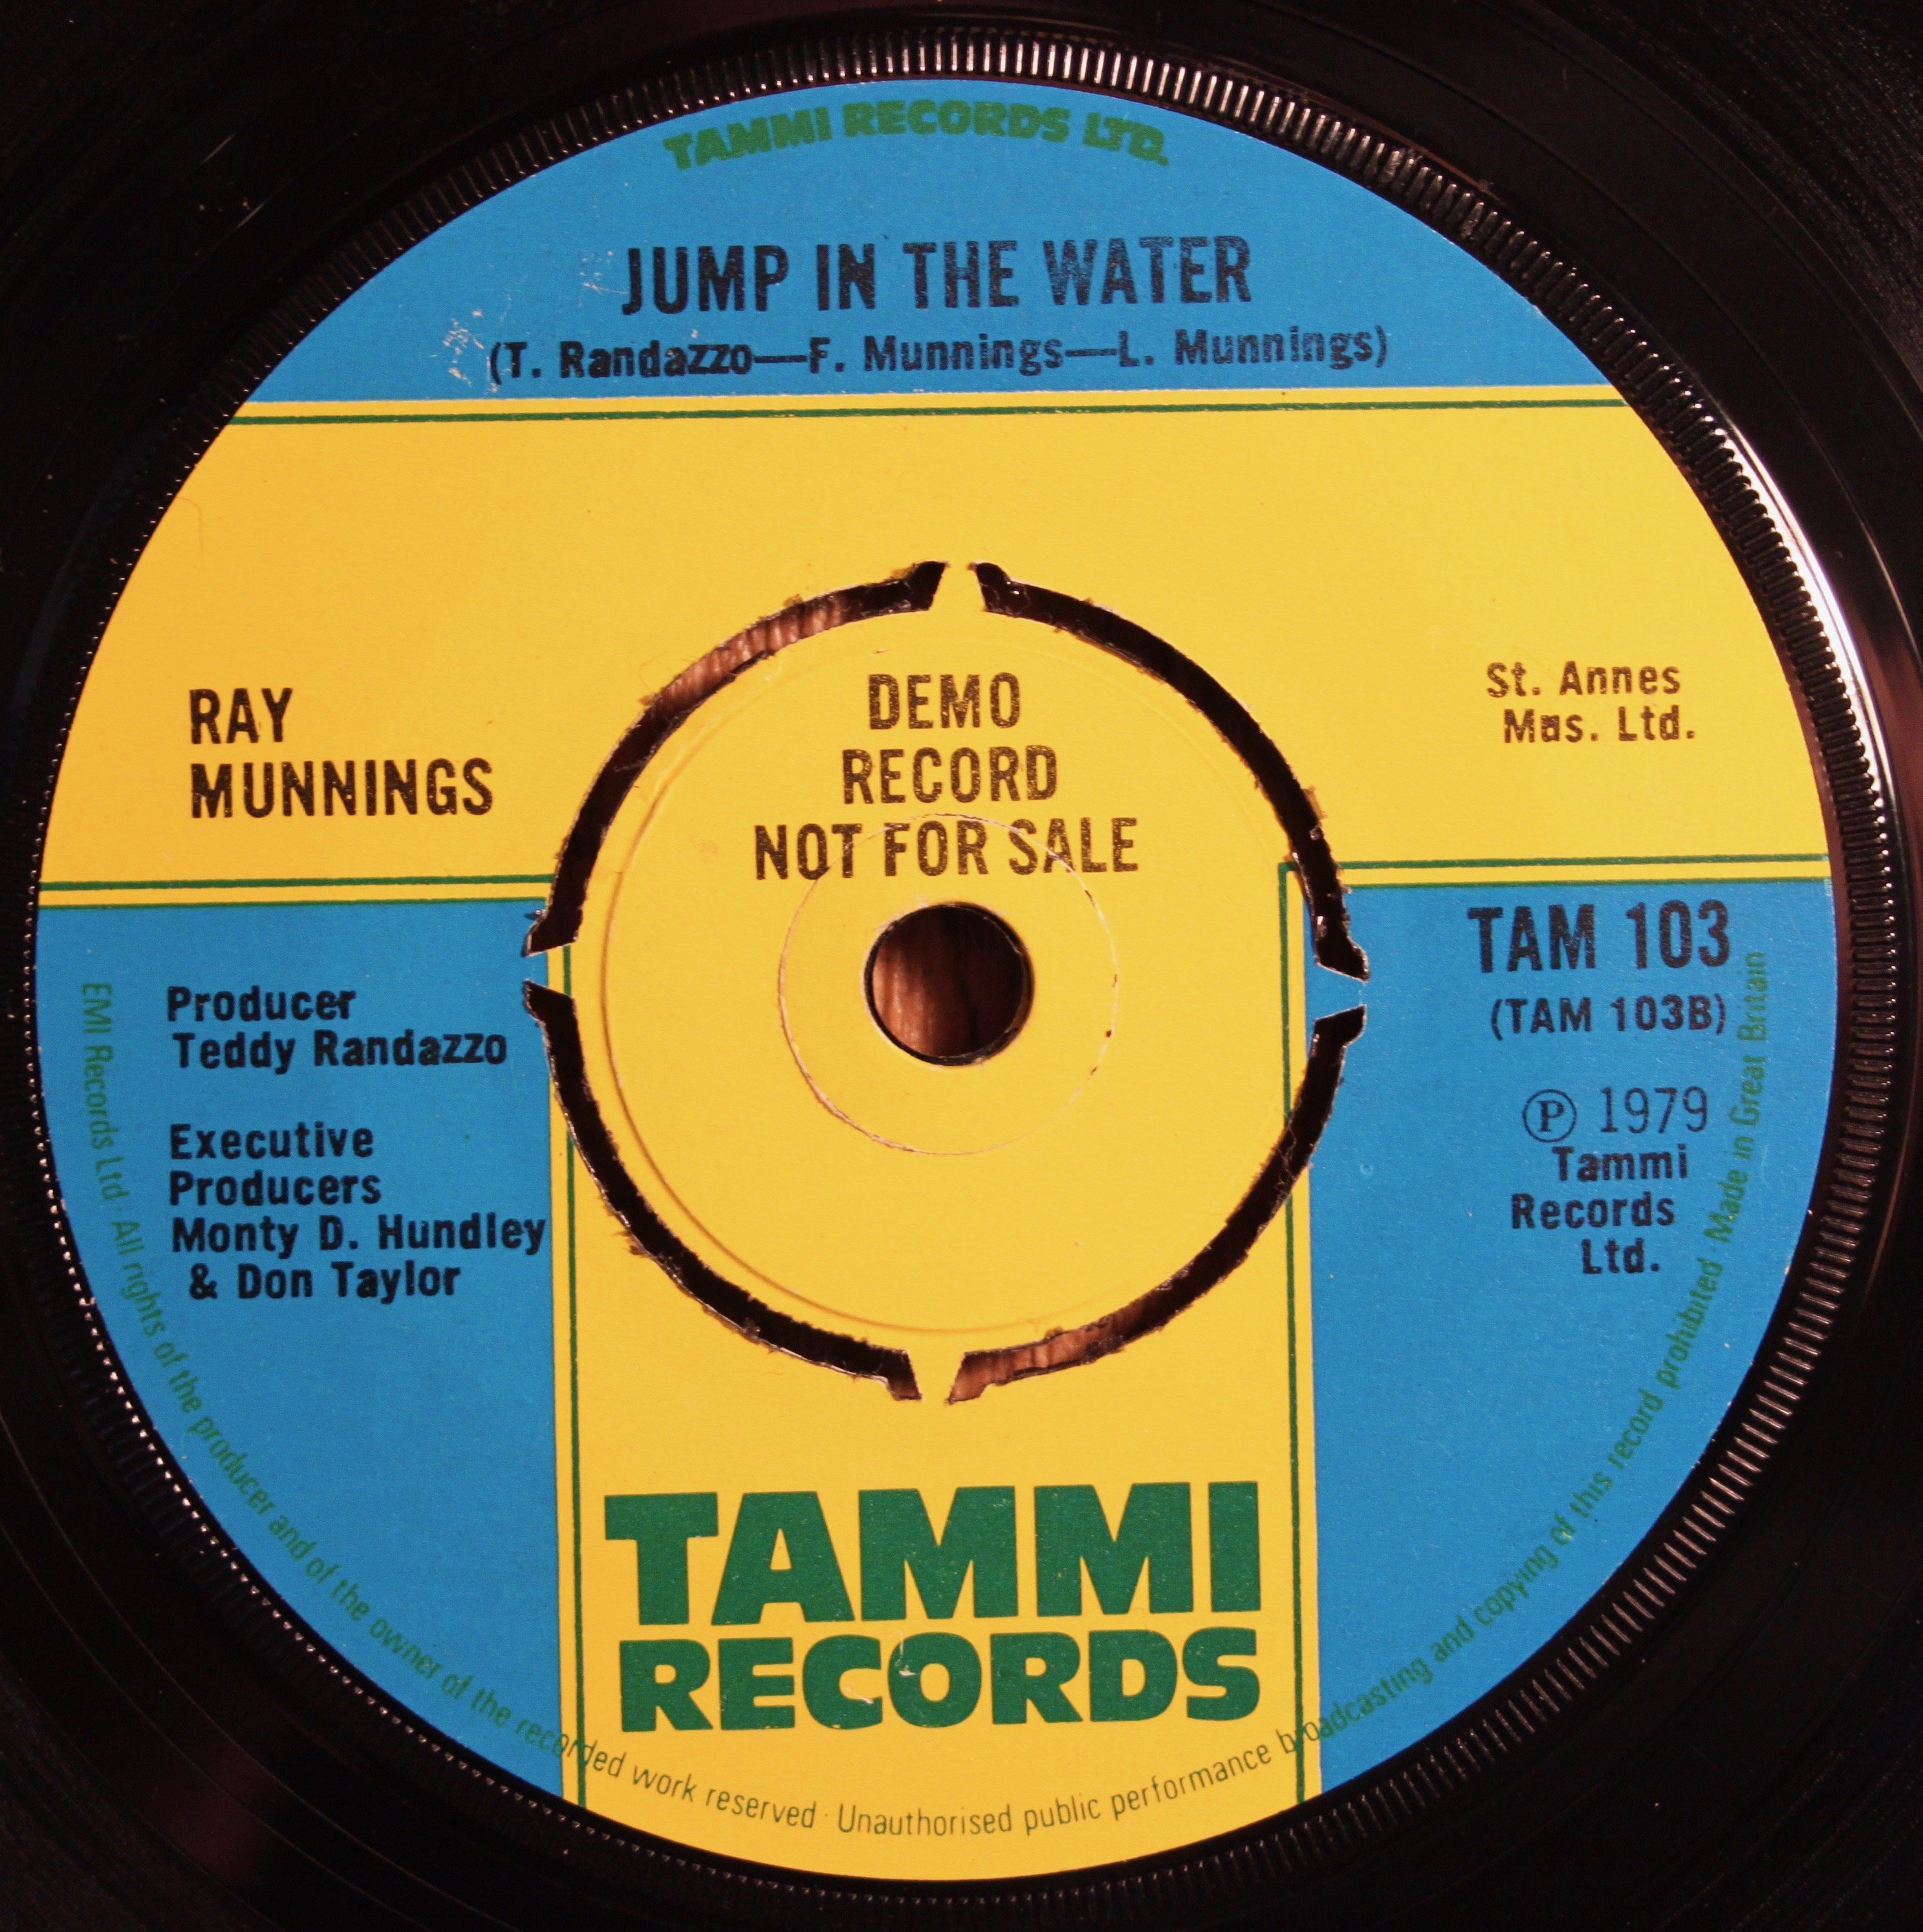 TAMMI RECORDS LTD.
JUMP IN THE WATER
(T. Randazzo—F. Munnings—L. Munnings)
RAY
MUNNINGS
DEMO
RECORD
NOT FOR SALE
St. Annes
Mus. Ltd.
Producer
Teddy Randazzo
Executive
Producers
Monty D. Hundley
& Don Taylor
TAM 103
(TAM 103B)
℗ 1979
Tammi
Records
Ltd.
TAMMI
RECORDS
EMI Records Ltd · All rights of the producer and of the owner of the recorded work reserved · Unauthorised public performance broadcasting and copying of this record prohibited · Made in Great Britain